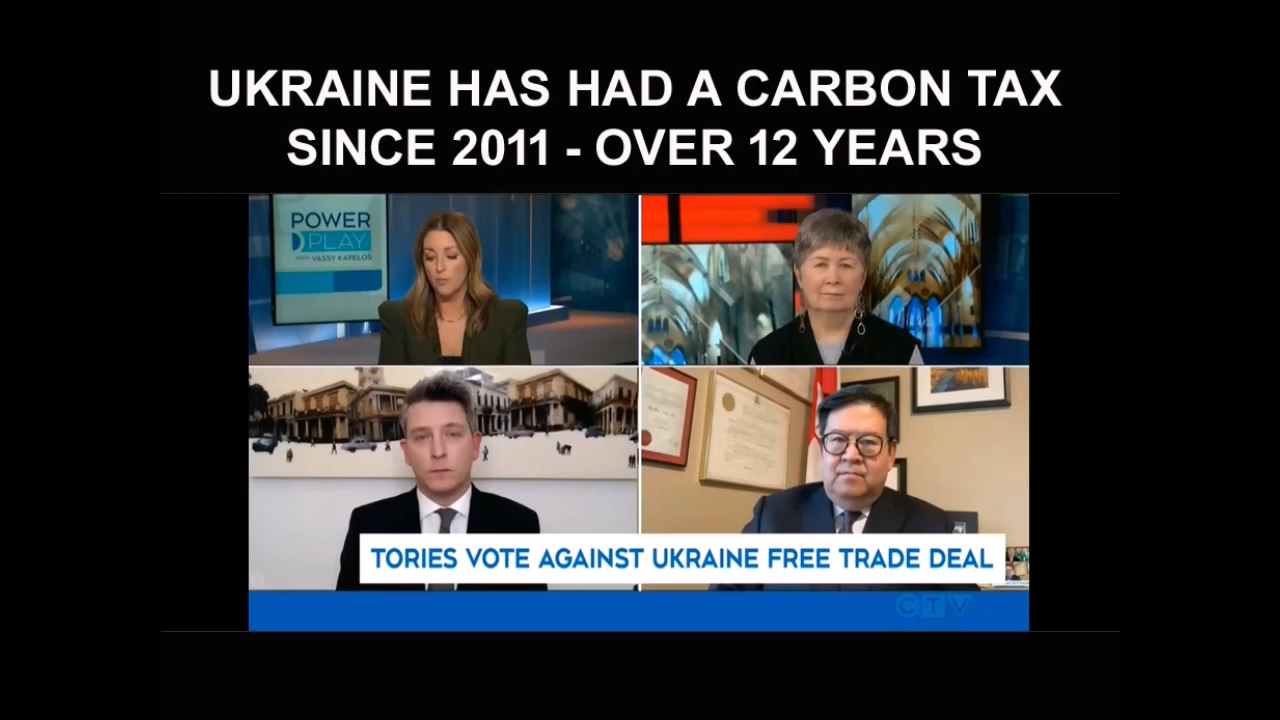 UKRAINE HAS HAD A CARBON TAX
SINCE 2011 - OVER 12 YEARS
POWER
PLAY
WITH VASSY KAPELOS
TORIES VOTE AGAINST UKRAINE FREE TRADE DEAL
CTV